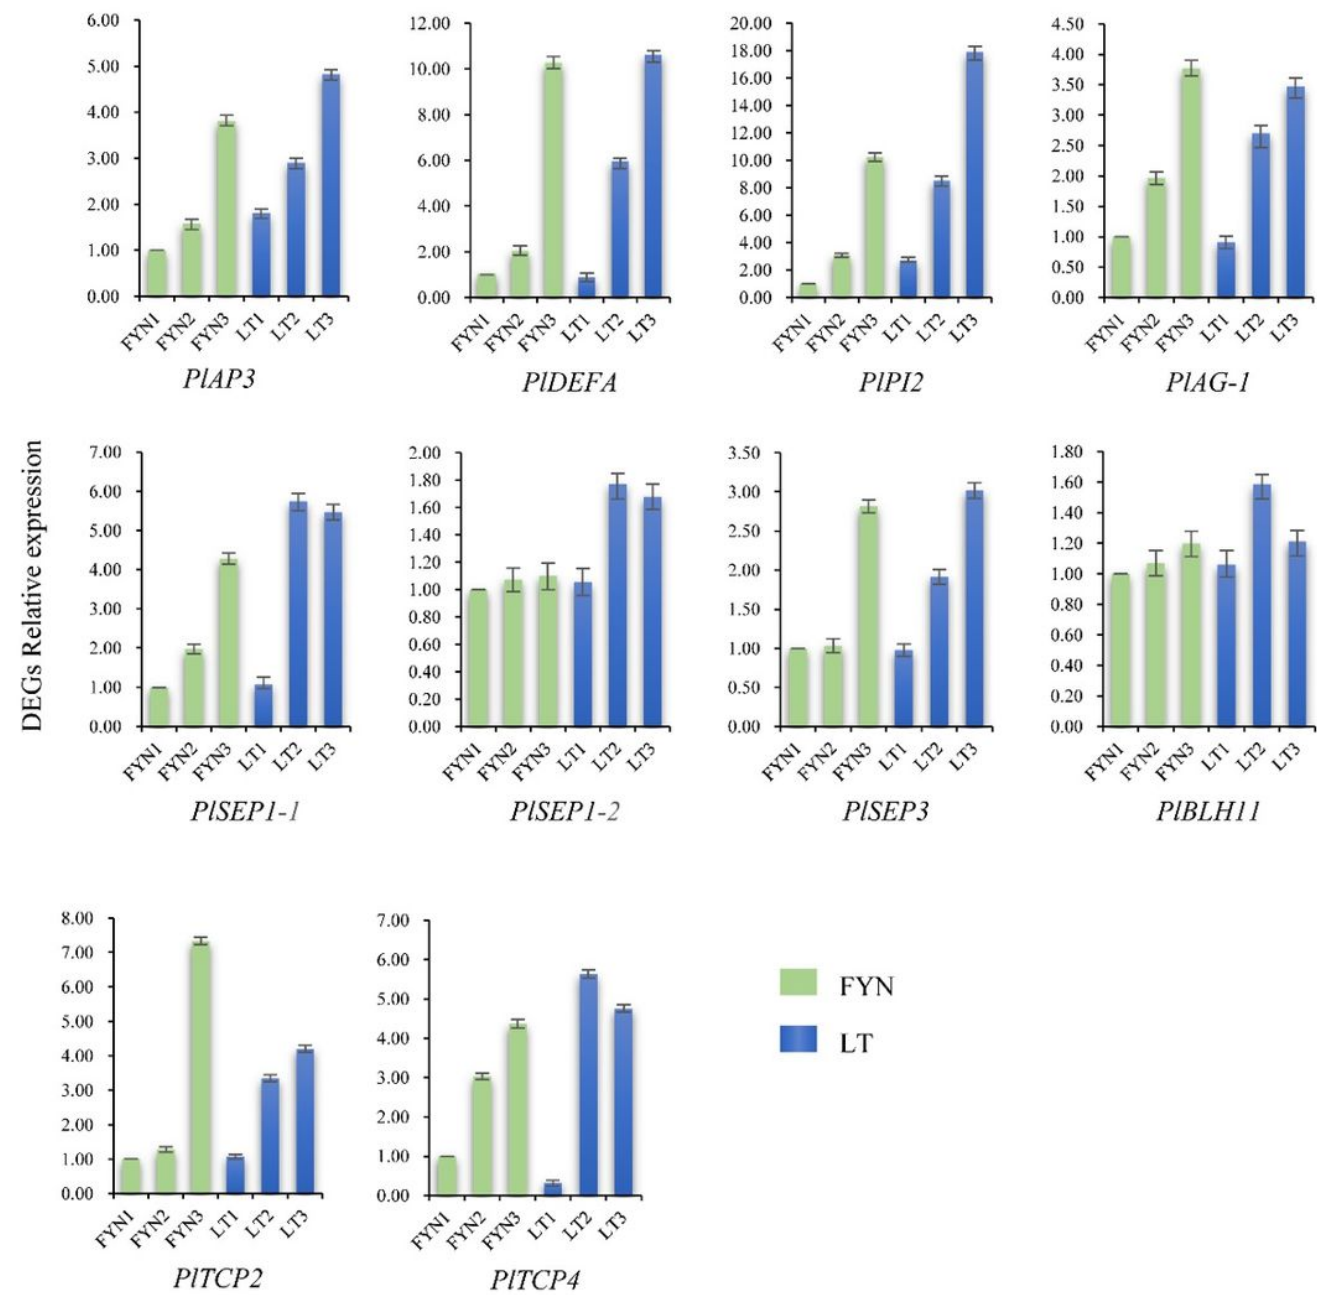 6.00
5.00
4.00
3.00
2.00
1.00
0.00
FYN1
FYN2
FYN3
LT1
LT2
LT3
PlAP3
12.00
10.00
8.00
6.00
4.00
2.00
0.00
FYN1
FYN2
FYN3
LT1
LT2
LT3
PlDEFA
20.00
18.00
16.00
14.00
12.00
10.00
8.00
6.00
4.00
2.00
0.00
FYN1
FYN2
FYN3
LT1
LT2
LT3
PlPI2
4.50
4.00
3.50
3.00
2.50
2.00
1.50
1.00
0.50
0.00
FYN1
FYN2
FYN3
LT1
LT2
LT3
PlAG-1
DEGs Relative expression
7.00
6.00
5.00
4.00
3.00
2.00
1.00
0.00
FYN1
FYN2
FYN3
LT1
LT2
LT3
PlSEP1-1
2.00
1.80
1.60
1.40
1.20
1.00
0.80
0.60
0.40
0.20
0.00
FYN1
FYN2
FYN3
LT1
LT2
LT3
PlSEP1-2
3.50
3.00
2.50
2.00
1.50
1.00
0.50
0.00
FYN1
FYN2
FYN3
LT1
LT2
LT3
PlSEP3
1.80
1.60
1.40
1.20
1.00
0.80
0.60
0.40
0.20
0.00
FYN1
FYN2
FYN3
LT1
LT2
LT3
PlBLH11
8.00
7.00
6.00
5.00
4.00
3.00
2.00
1.00
0.00
FYN1
FYN2
FYN3
LT1
LT2
LT3
PlTCP2
7.00
6.00
5.00
4.00
3.00
2.00
1.00
0.00
FYN1
FYN2
FYN3
LT1
LT2
LT3
PlTCP4
FYN
LT